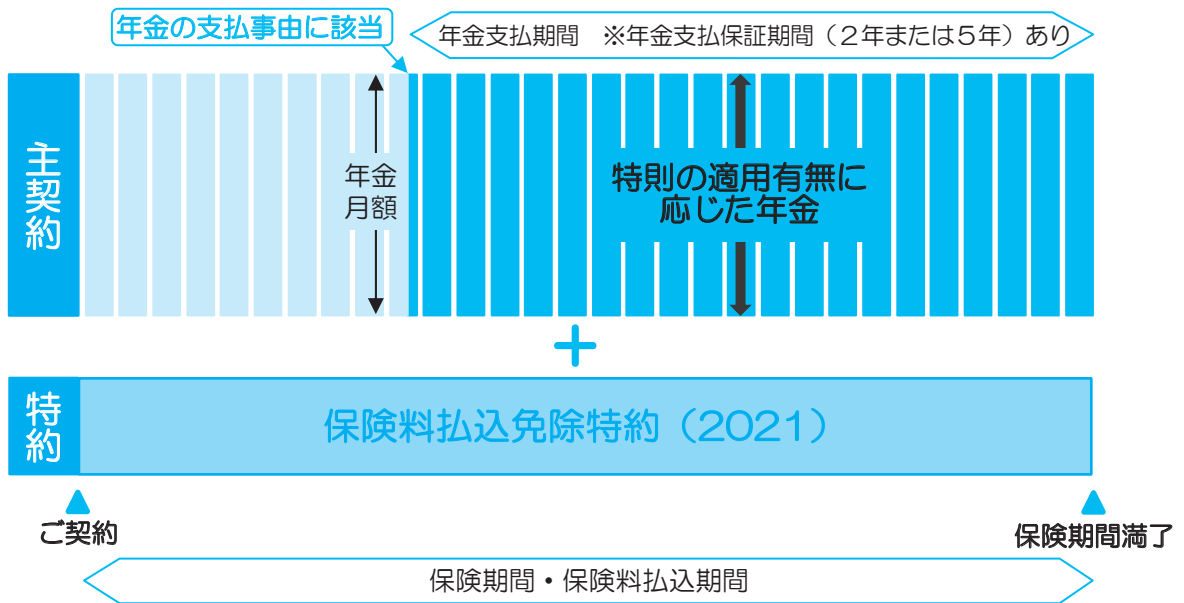 年金の支払事由に該当
年金支払期間　※年金支払保証期間（２年または５年）あり
主契約
年金
月額
特則の適用有無に
応じた年金
＋
特約
保険料払込免除特約（2021）
ご契約
保険期間満了
保険期間・保険料払込期間